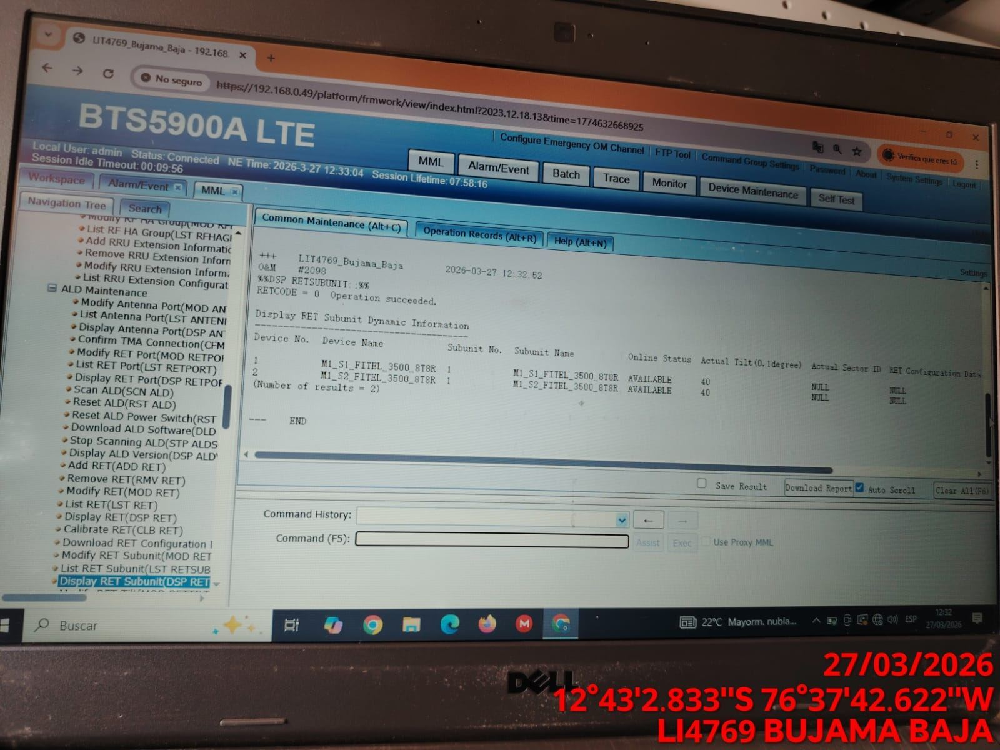 LIT4769_Bujama_Baja - 192.168.
No seguro https://192.168.0.49/platform/frmwork/view/index.html?2023.12.18.13&time=1774632668925
BTS5900A LTE
Configure Emergency OM Channel FTP Tool Command Group Settings Password About System Settings Logout
Verifica que eres tú
Local User: admin Status: Connected NE Time: 2026-3-27 12:33:04 Session Lifetime: 07:58:16
Session Idle Timeout: 00:09:56
MML Alarm/Event Batch Trace Monitor Device Maintenance Self Test
Workspace Alarm/Event MML
Navigation Tree Search
Modify RF HA Group(MOD RFH
List RF HA Group(LST RFHAG
Add RRU Extension Informatic
Remove RRU Extension Inforn
Modify RRU Extension Informa
List RRU Extension Configurat
ALD Maintenance
Modify Antenna Port(MOD AN
List Antenna Port(LST ANTENI
Display Antenna Port(DSP AN
Confirm TMA Connection(CFM
Modify RET Port(MOD RETPOI
List RET Port(LST RETPORT)
Display RET Port(DSP RETPOF
Scan ALD(SCN ALD)
Reset ALD(RST ALD)
Reset ALD Power Switch(RST
Download ALD Software(DLD
Stop Scanning ALD(STP ALDS
Display ALD Version(DSP ALD
Add RET(ADD RET)
Remove RET(RMV RET)
Modify RET(MOD RET)
List RET(LST RET)
Display RET(DSP RET)
Calibrate RET(CLB RET)
Download RET Configuration
Modify RET Subunit(MOD RET
List RET Subunit(LST RETSUB
Display RET Subunit(DSP RET
Common Maintenance (Alt+C) Operation Records (Alt+R) Help (Alt+N)
Settings
+++ LIT4769_Bujama_Baja 2026-03-27 12:32:52
O&M #2098
%%DSP RETSUBUNIT:;%%
RETCODE = 0 Operation succeeded.
Display RET Subunit Dynamic Information
---------------------------------------
Device No. Device Name Subunit No. Subunit Name Online Status Actual Tilt(0.1degree) Actual Sector ID RET Configuration Data
1 M1_S1_FITEL_3500_8T8R 1 M1_S1_FITEL_3500_8T8R AVAILABLE 40 NULL NULL
2 M1_S2_FITEL_3500_8T8R 1 M1_S2_FITEL_3500_8T8R AVAILABLE 40 NULL NULL
(Number of results = 2)
--- END
Save Result Download Report Auto Scroll Clear All(F6)
Command History:
Command (F5): Assist Exec Use Proxy MML
Buscar
22°C Mayorm. nubla... ESP 12:32
27/03/2026
DELL
27/03/2026
12°43'2.833"S 76°37'42.622"W
LI4769 BUJAMA BAJA